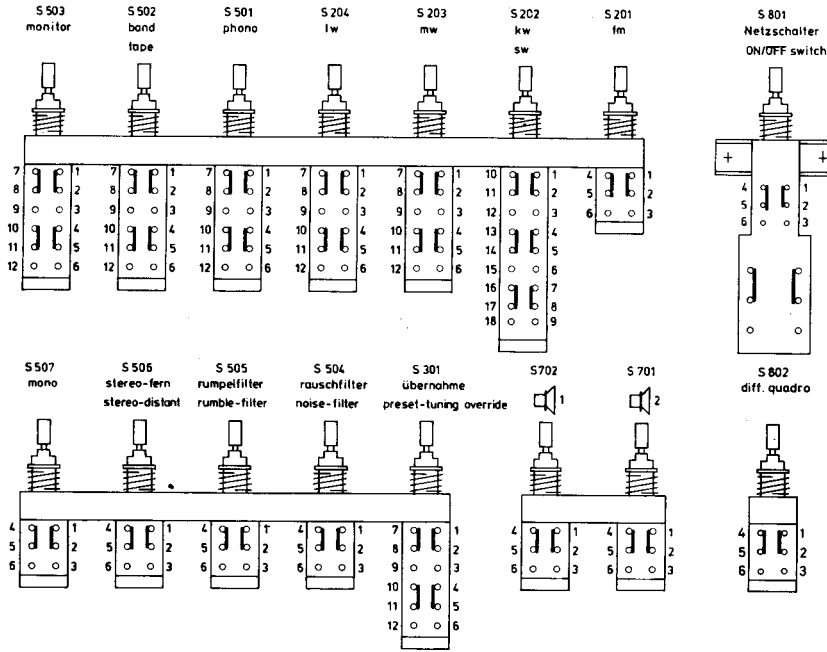 S 503 S 502 S 501 S 204 S 203 S 202 S 201 S 801
monitor band phono lw mw kw fm Netzschalter
tape sw ON/OFF switch
7 1 7 1 7 1 7 1 7 1 10 1 4 1
8 2 8 2 8 2 8 2 8 2 11 2 5 2 4 1
9 3 9 3 9 3 9 3 9 3 12 3 6 3 5 2
10 4 10 4 10 4 10 4 10 4 13 4 6 3
11 5 11 5 11 5 11 5 11 5 14 5
12 6 12 6 12 6 12 6 12 6 15 6
16 7
17 8
18 9
S 507 S 506 S 505 S 504 S 301 S702 S 701 S 802
mono stereo-fern rumpelfilter rauschfilter übernahme 1 2 diff. quadro
stereo-distant rumble-filter noise-filter preset-tuning override
4 1 4 1 4 1 4 1 7 1 4 1 4 1 4 1
5 2 5 2 5 2 5 2 8 2 5 2 5 2 5 2
6 3 6 3 6 3 6 3 9 3 6 3 6 3 6 3
10 4
11 5
12 6